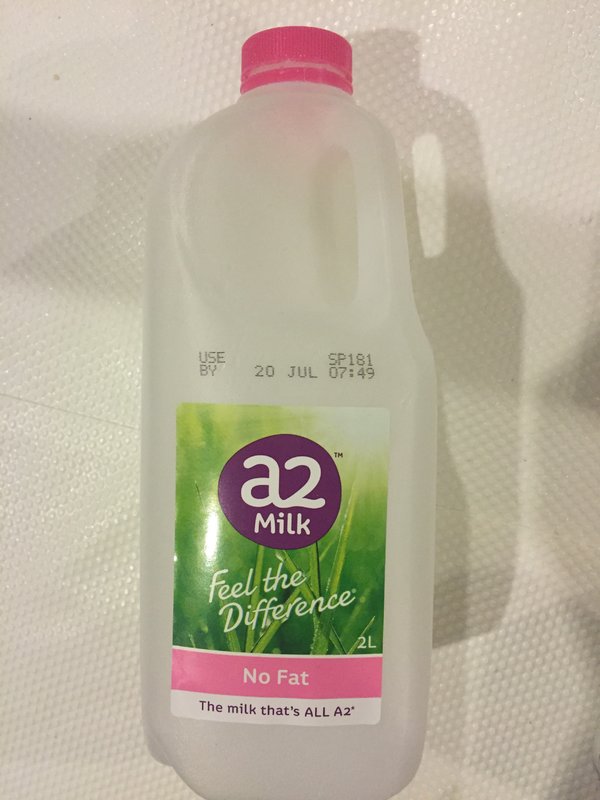 USE SP181
BY 20 JUL 07:49
a2™
Milk
Feel the
Difference®
2L
No Fat
The milk that's ALL A2*